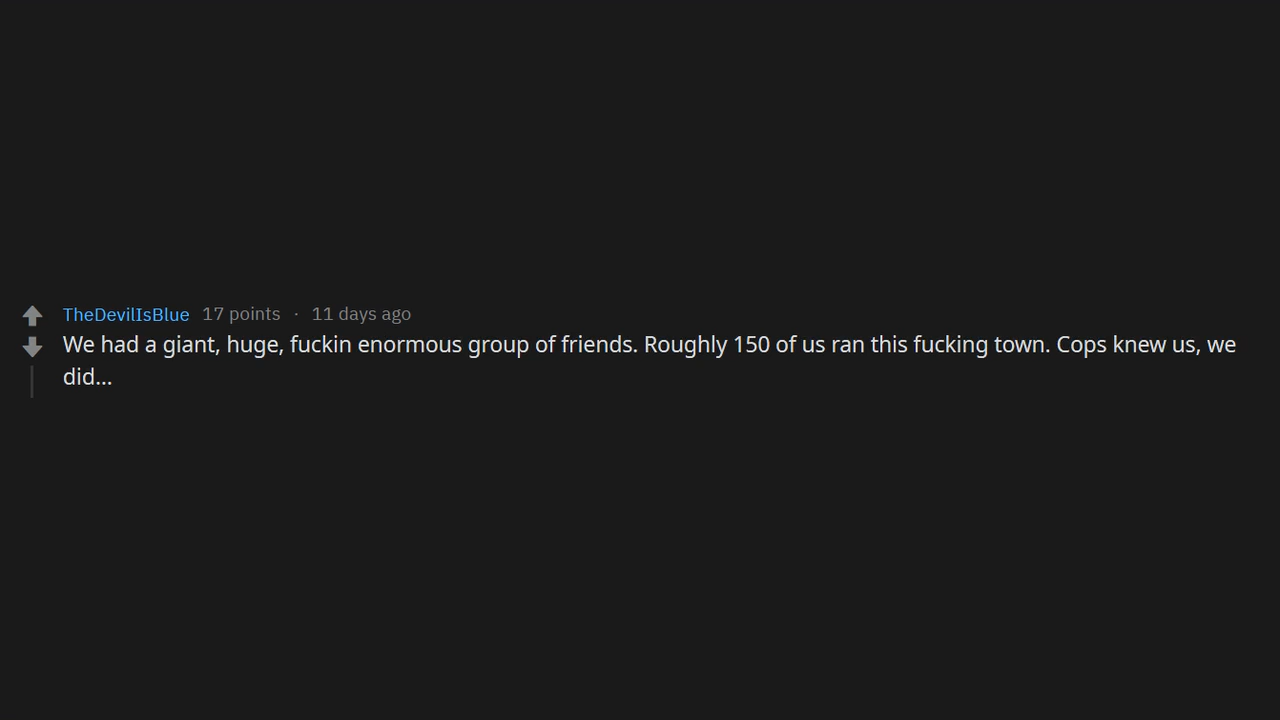 TheDevilIsBlue 17 points · 11 days ago
We had a giant, huge, fuckin enormous group of friends. Roughly 150 of us ran this fucking town. Cops knew us, we
did...